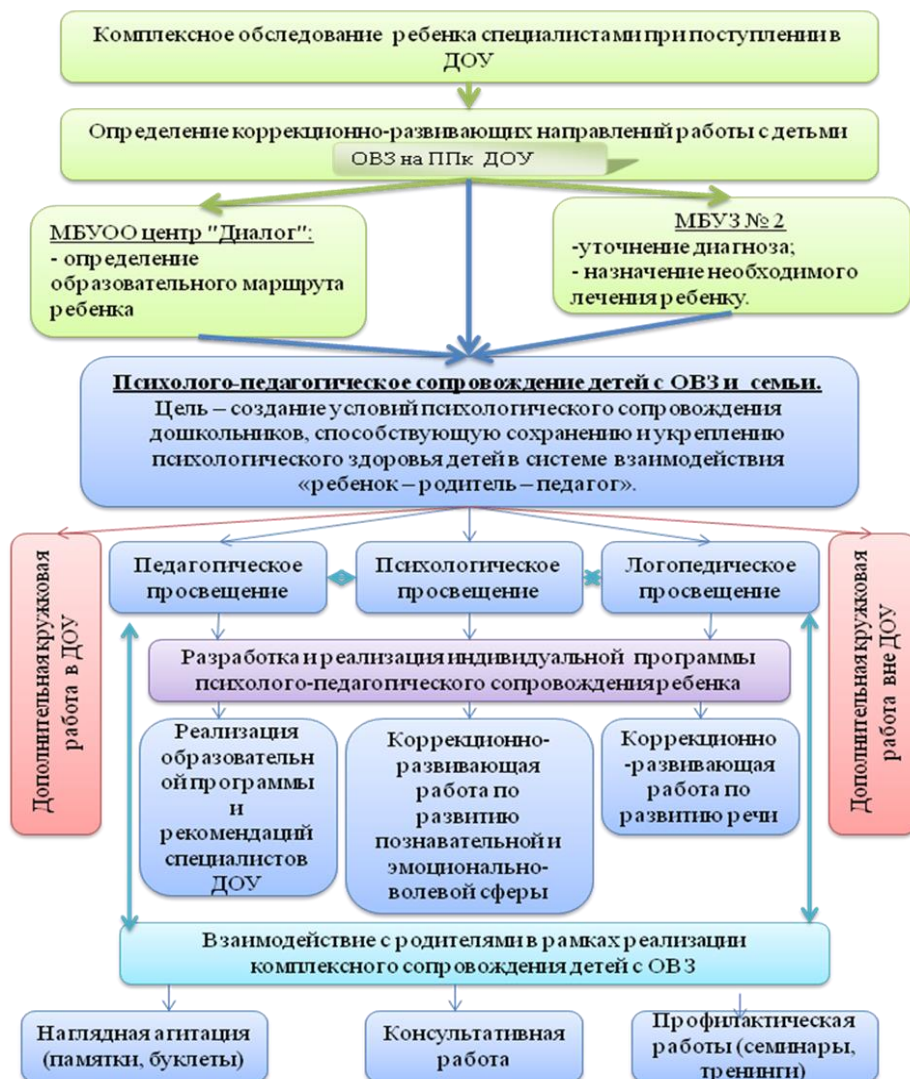 Комплексное обследование ребенка специалистами при поступлении в
ДОУ
Определение коррекционно-развивающих направлений работы с детьми
ОВЗ на ППк ДОУ
МБУОО центр "Диалог":
- определение
образовательного маршрута
ребенка
МБУЗ № 2
-уточнение диагноза;
- назначение необходимого
лечения ребенку.
Психолого-педагогическое сопровождение детей с ОВЗ и семьи.
Цель – создание условий психологического сопровождения
дошкольников, способствующую сохранению и укреплению
психологического здоровья детей в системе взаимодействия
«ребенок – родитель – педагог».
Дополнительная кружковая
работа в ДОУ
Педагогическое
просвещение
Психологическое
просвещение
Логопедическое
просвещение
Дополнительная кружковая
работа вне ДОУ
Разработка и реализация индивидуальной программы
психолого-педагогического сопровождения ребенка
Реализация
образовательн
ой программы
и
рекомендаций
специалистов
ДОУ
Коррекционно-
развивающая
работа по
развитию
познавательной и
эмоционально-
волевой сферы
Коррекционно
-развивающая
работа по
развитию речи
Взаимодействие с родителями в рамках реализации
комплексного сопровождения детей с ОВЗ
Наглядная агитация
(памятки, буклеты)
Консультативная
работа
Профилактическая
работы (семинары,
тренинги)